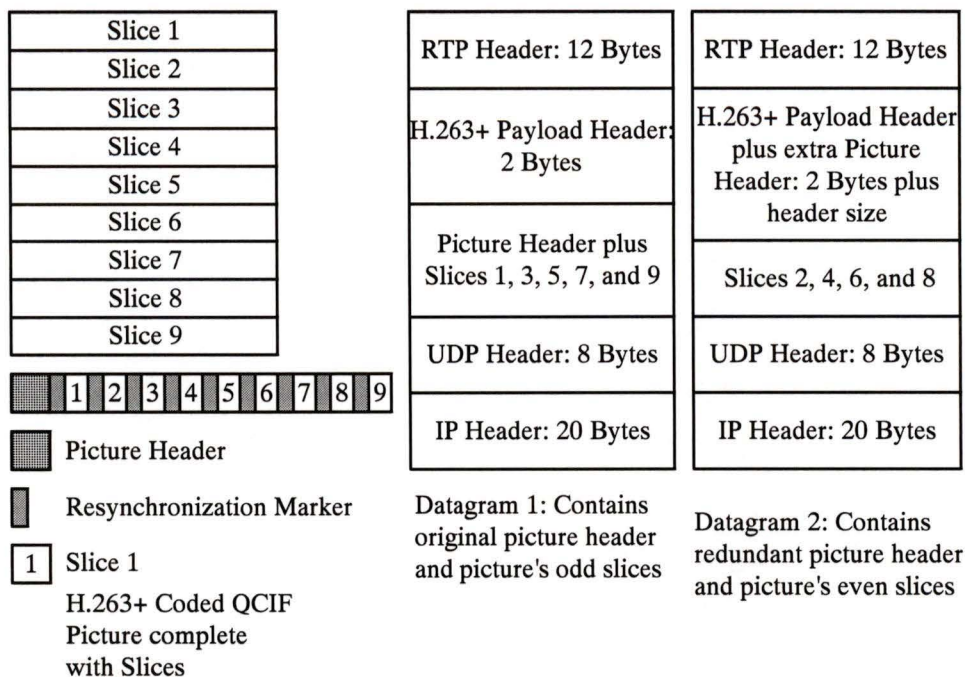 Slice 1
Slice 2
Slice 3
Slice 4
Slice 5
Slice 6
Slice 7
Slice 8
Slice 9
1 2 3 4 5 6 7 8 9
Picture Header
Resynchronization Marker
1 Slice 1
H.263+ Coded QCIF
Picture complete
with Slices
RTP Header: 12 Bytes
H.263+ Payload Header:
2 Bytes
Picture Header plus
Slices 1, 3, 5, 7, and 9
UDP Header: 8 Bytes
IP Header: 20 Bytes
Datagram 1: Contains
original picture header
and picture's odd slices
RTP Header: 12 Bytes
H.263+ Payload Header
plus extra Picture
Header: 2 Bytes plus
header size
Slices 2, 4, 6, and 8
UDP Header: 8 Bytes
IP Header: 20 Bytes
Datagram 2: Contains
redundant picture header
and picture's even slices